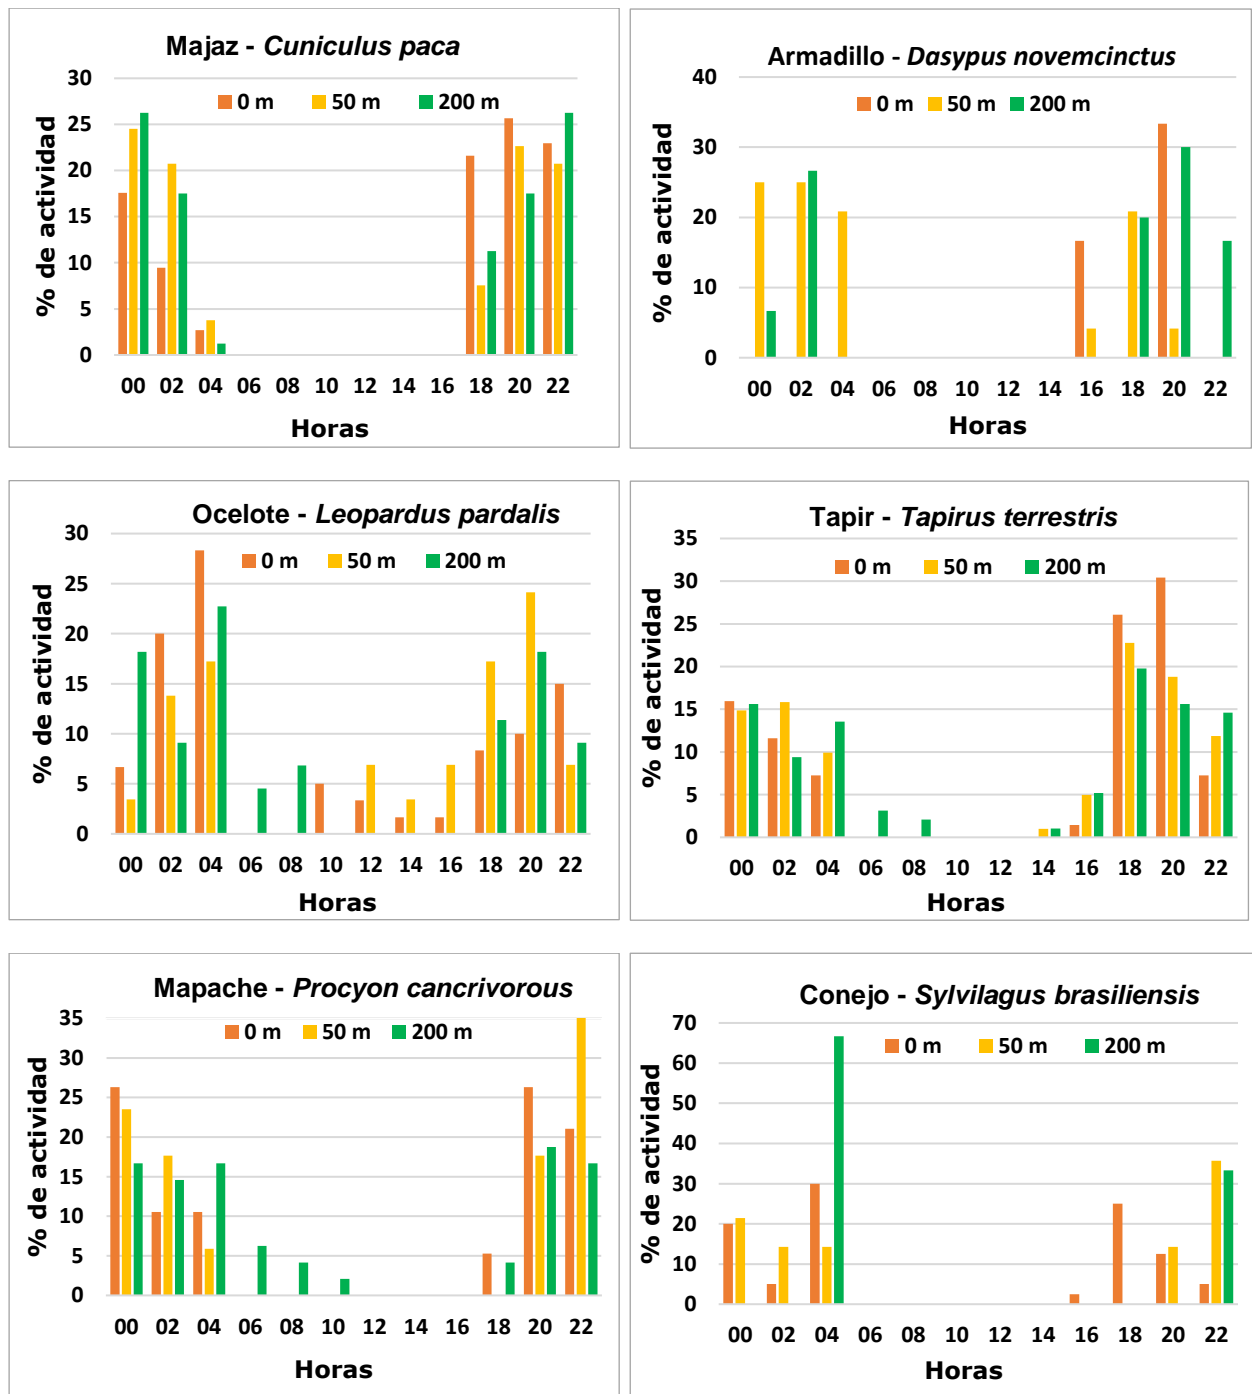 Majaz - Cuniculus paca
0 m 50 m 200 m
30
25
20
15
10
5
0
% de actividad
00 02 04 06 08 10 12 14 16 18 20 22
Horas
Armadillo - Dasypus novemcinctus
0 m 50 m 200 m
40
30
20
10
0
% de actividad
00 02 04 06 08 10 12 14 16 18 20 22
Horas
Ocelote - Leopardus pardalis
0 m 50 m 200 m
30
25
20
15
10
5
0
% de actividad
00 02 04 06 08 10 12 14 16 18 20 22
Horas
Tapir - Tapirus terrestris
0 m 50 m 200 m
35
30
25
20
15
10
5
0
% de actividad
00 02 04 06 08 10 12 14 16 18 20 22
Horas
Mapache - Procyon cancrivorous
0 m 50 m 200 m
35
30
25
20
15
10
5
0
% de actividad
00 02 04 06 08 10 12 14 16 18 20 22
Horas
Conejo - Sylvilagus brasiliensis
0 m 50 m 200 m
70
60
50
40
30
20
10
0
% de actividad
00 02 04 06 08 10 12 14 16 18 20 22
Horas